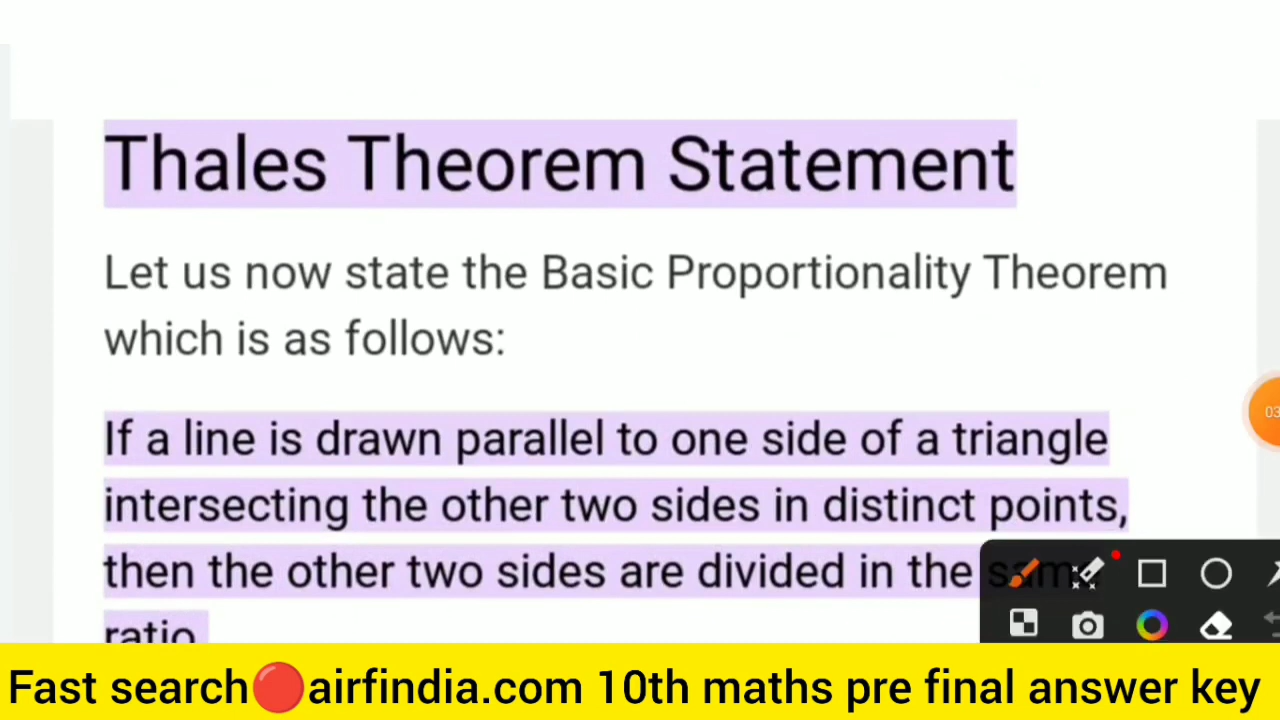 Thales Theorem Statement
Let us now state the Basic Proportionality Theorem
which is as follows:
If a line is drawn parallel to one side of a triangle
intersecting the other two sides in distinct points,
then the other two sides are divided in the same
ratio.
03
Fast search🔴airfindia.com 10th maths pre final answer key